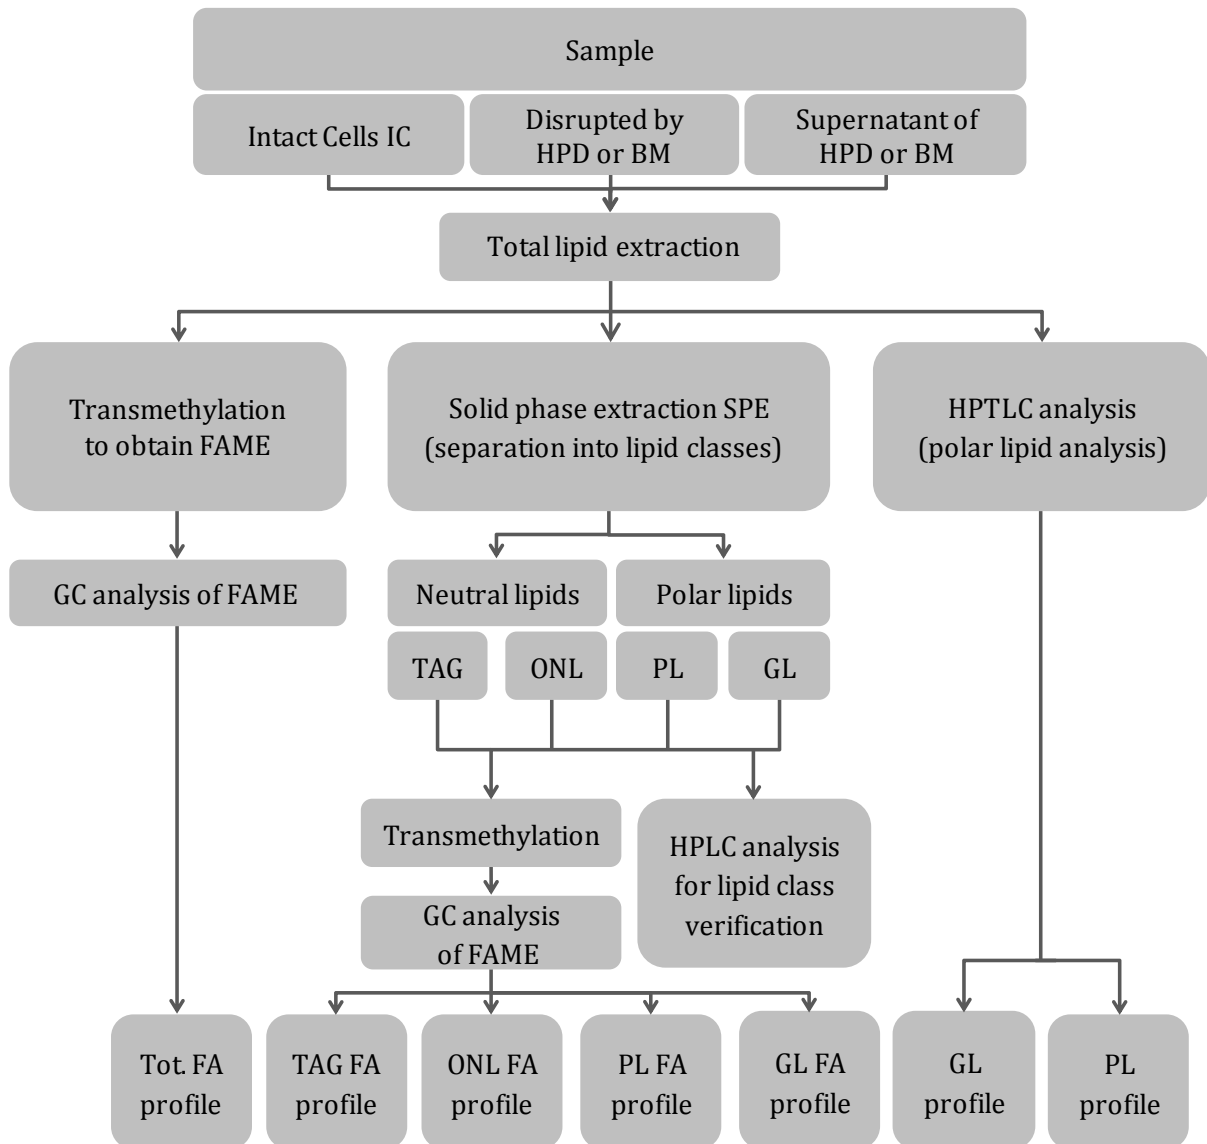 Sample
Intact Cells IC
Disrupted by
HPD or BM
Supernatant of
HPD or BM
Total lipid extraction
Transmethylation
to obtain FAME
Solid phase extraction SPE
(separation into lipid classes)
HPTLC analysis
(polar lipid analysis)
GC analysis of FAME
Neutral lipids
Polar lipids
TAG
ONL
PL
GL
Transmethylation
HPLC analysis
for lipid class
verification
GC analysis
of FAME
Tot. FA
profile
TAG FA
profile
ONL FA
profile
PL FA
profile
GL FA
profile
GL
profile
PL
profile